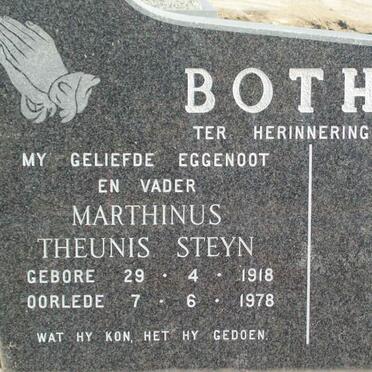 BOTH
TER HERINNERING
MY GELIEFDE EGGENOOT
EN VADER
MARTHINUS
THEUNIS STEYN
GEBORE 29 · 4 · 1918
OORLEDE 7 · 6 · 1978
WAT HY KON, HET HY GEDOEN.